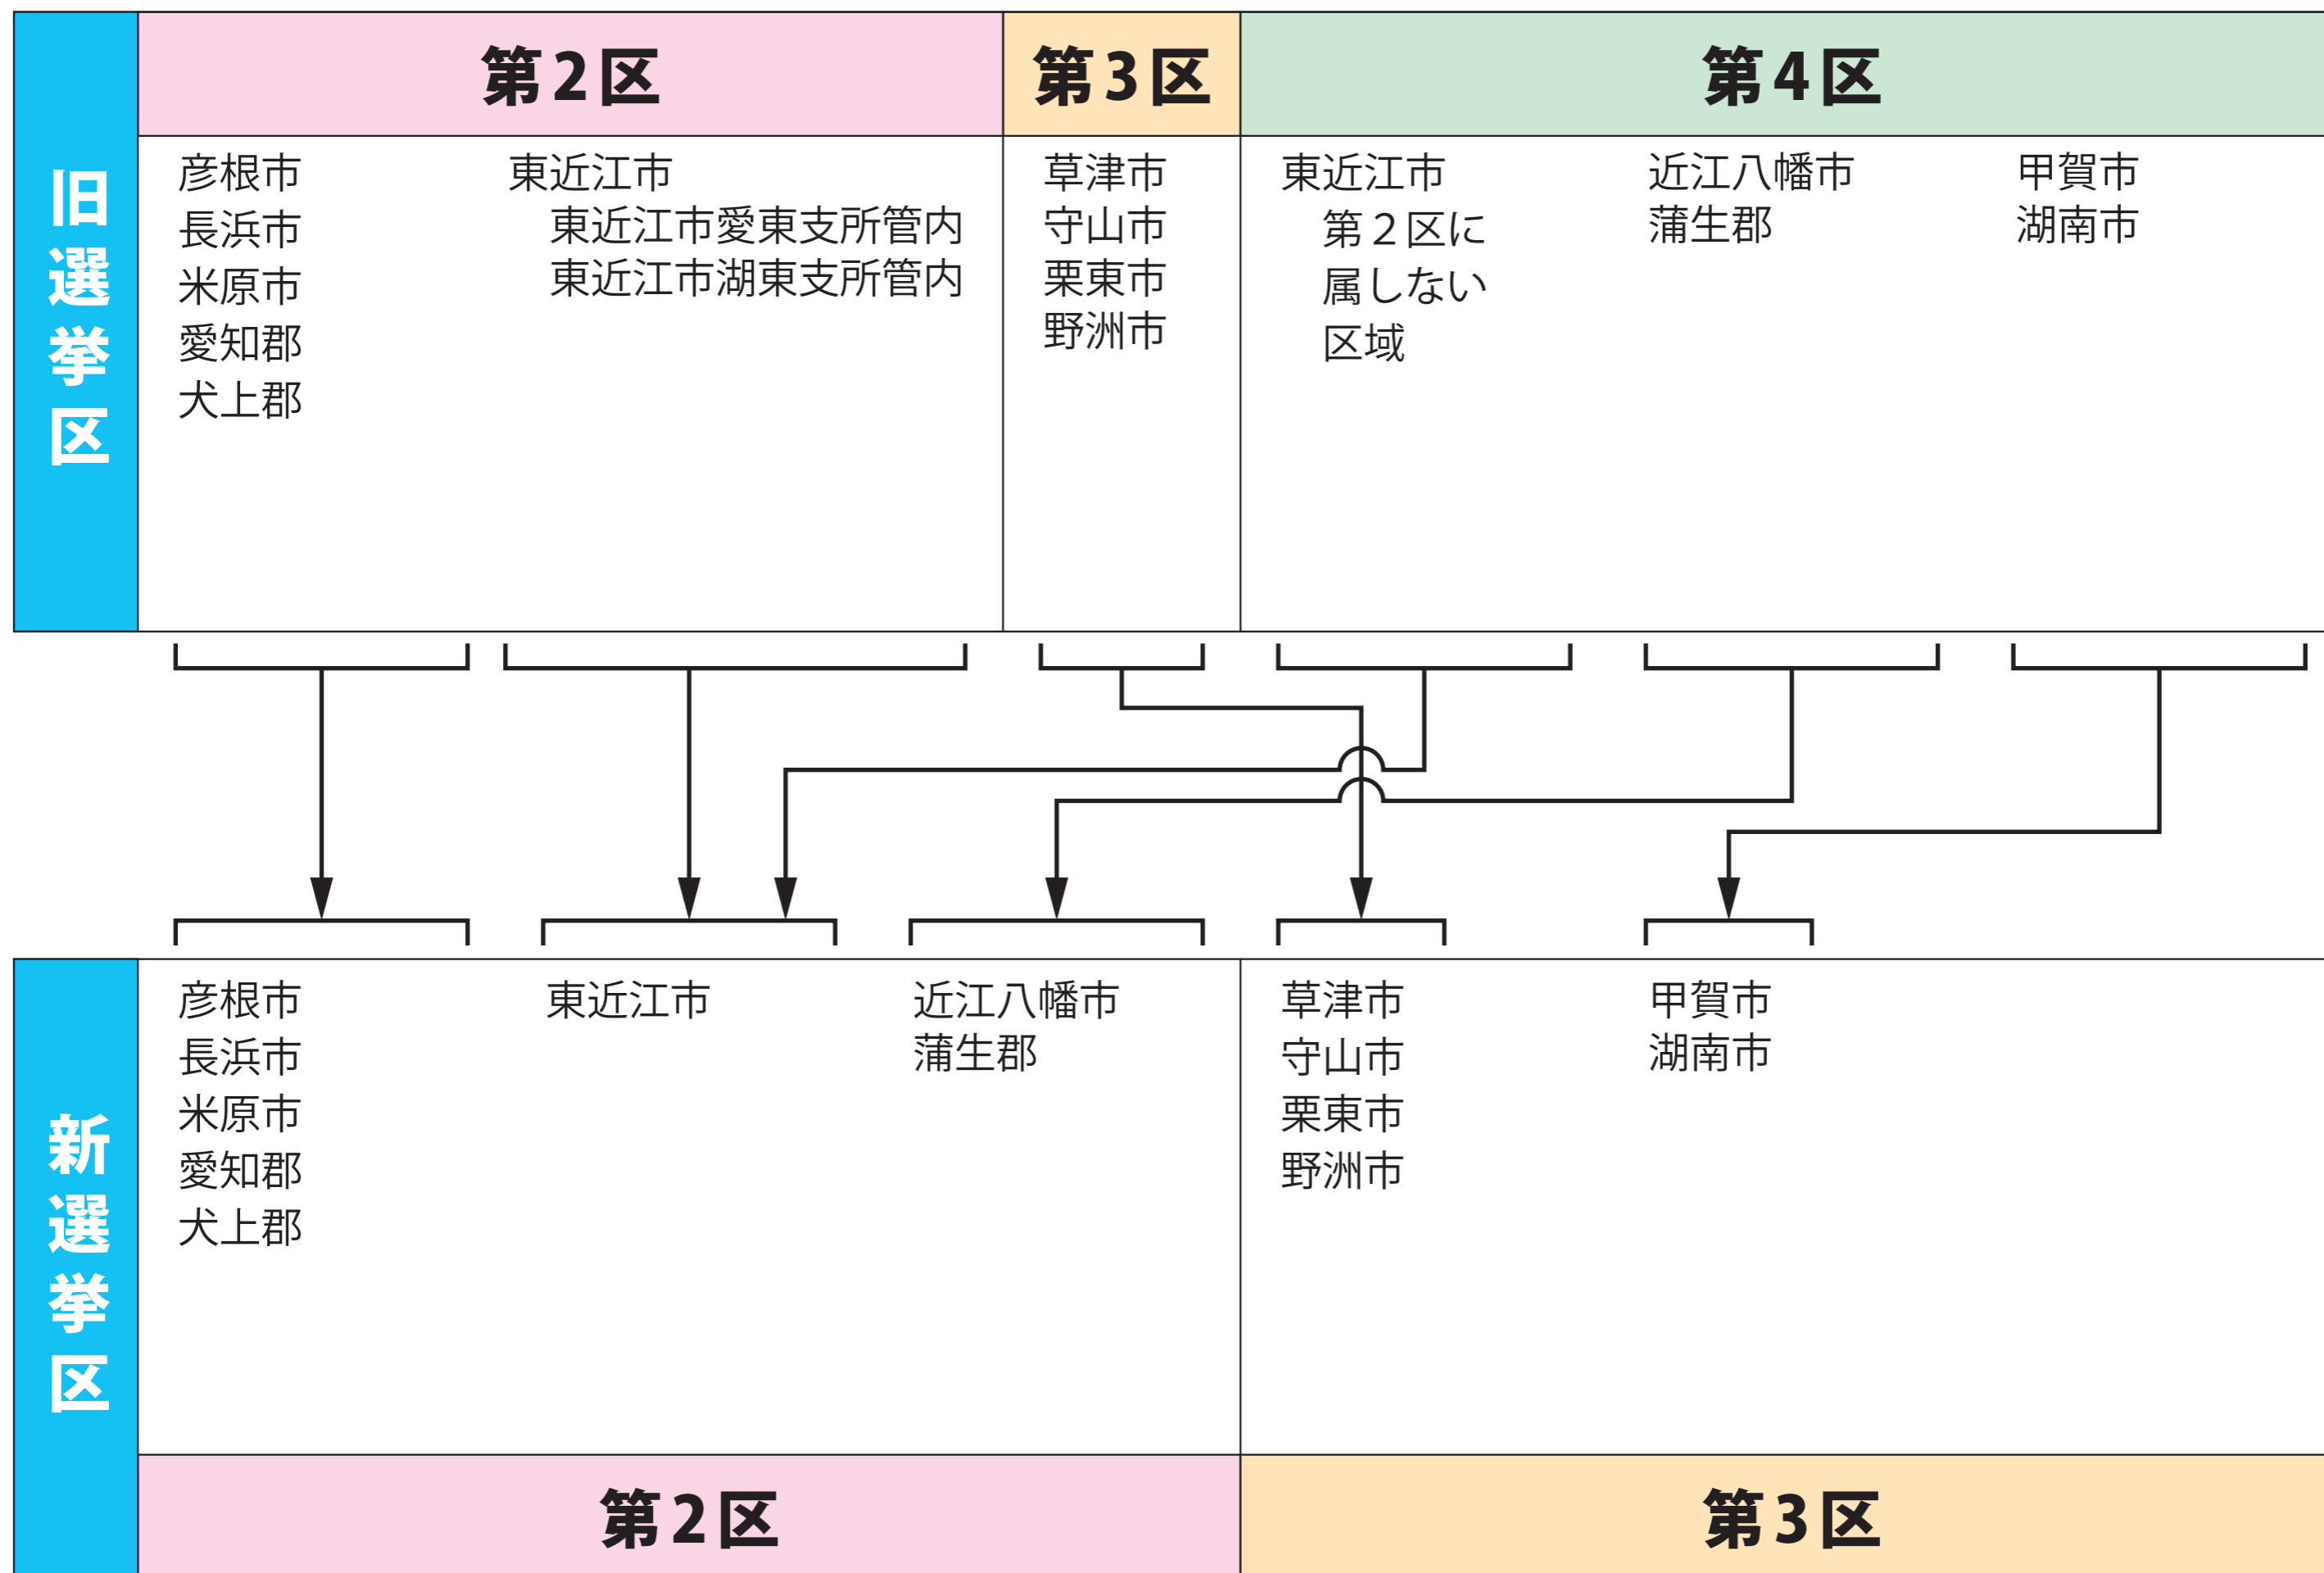 旧選挙区
第2区
第3区
第4区
彦根市
長浜市
米原市
愛知郡
犬上郡
東近江市
東近江市愛東支所管内
東近江市湖東支所管内
草津市
守山市
栗東市
野洲市
東近江市
第２区に
属しない
区域
近江八幡市
蒲生郡
甲賀市
湖南市
新選挙区
彦根市
長浜市
米原市
愛知郡
犬上郡
東近江市
近江八幡市
蒲生郡
草津市
守山市
栗東市
野洲市
甲賀市
湖南市
第2区
第3区